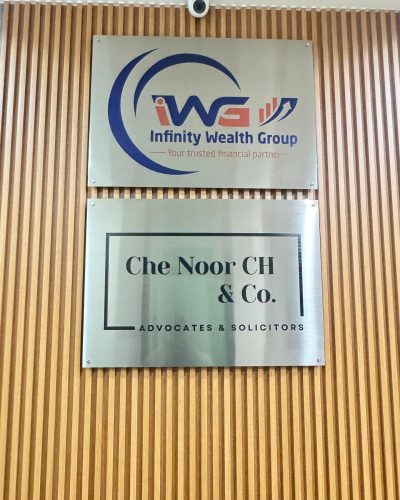 iWG
Infinity Wealth Group
Your trusted financial partner
Che Noor CH
& Co.
ADVOCATES & SOLICITORS